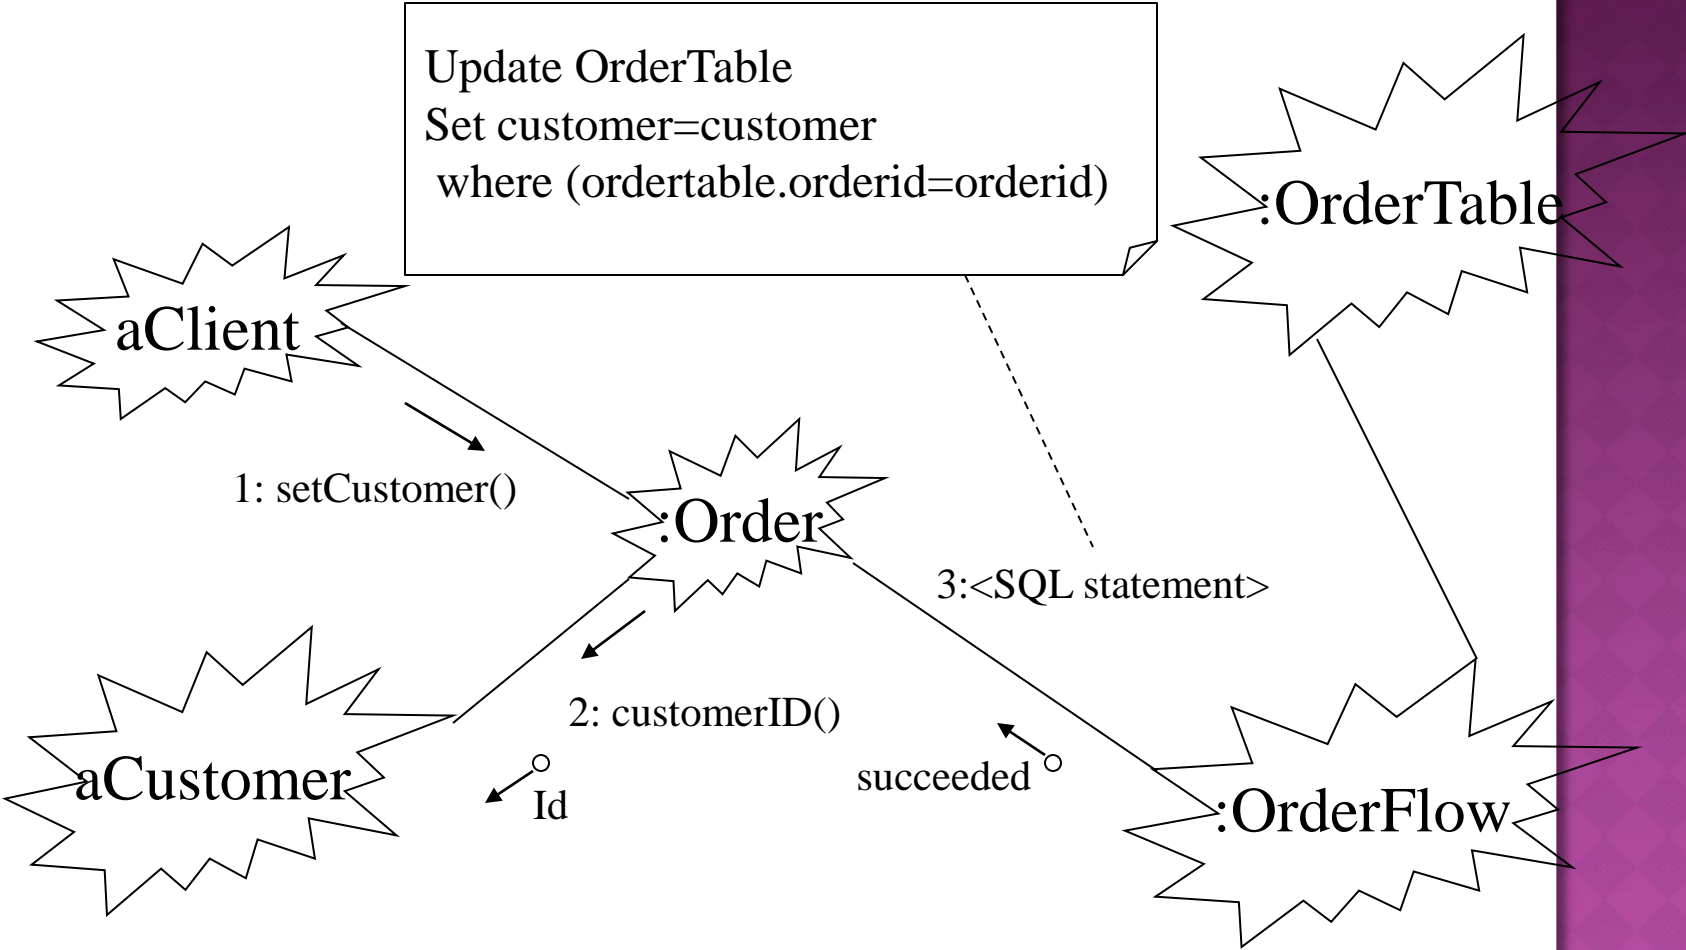 Update OrderTable
Set customer=customer
where (ordertable.orderid=orderid)
:OrderTable
aClient
1: setCustomer()
:Order
3:<SQL statement>
2: customerID()
aCustomer
Id
succeeded
:OrderFlow